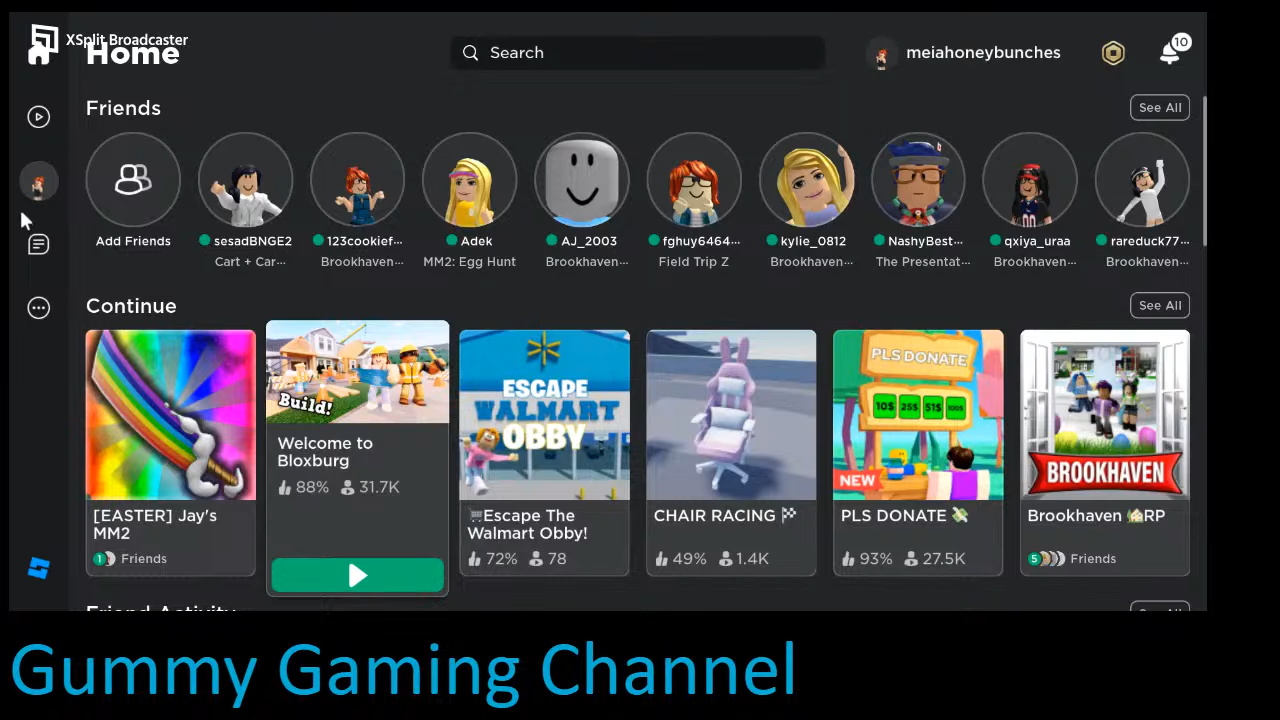 XSplit Broadcaster
Home
Search
meiahoneybunches
10
Friends
See All
Add Friends
sesadBNGE2
Cart + Car...
123cookief...
Brookhaven...
Adek
MM2: Egg Hunt
AJ_2003
Brookhaven...
fghuy6464...
Field Trip Z
kylie_0812
Brookhaven...
NashyBest...
The Presentat...
qxiya_uraa
Brookhaven...
rareduck77...
Brookhaven...
Continue
See All
Build!
ESCAPE
WALMART
OBBY
PLS DONATE
10$ 25$ 51$ 100$
NEW
BROOKHAVEN
[EASTER] Jay's
MM2
1 Friends
Welcome to
Bloxburg
88% 31.7K
Escape The
Walmart Obby!
72% 78
CHAIR RACING
49% 1.4K
PLS DONATE
93% 27.5K
Brookhaven RP
5 Friends
Friend Activity
See All
Gummy Gaming Channel